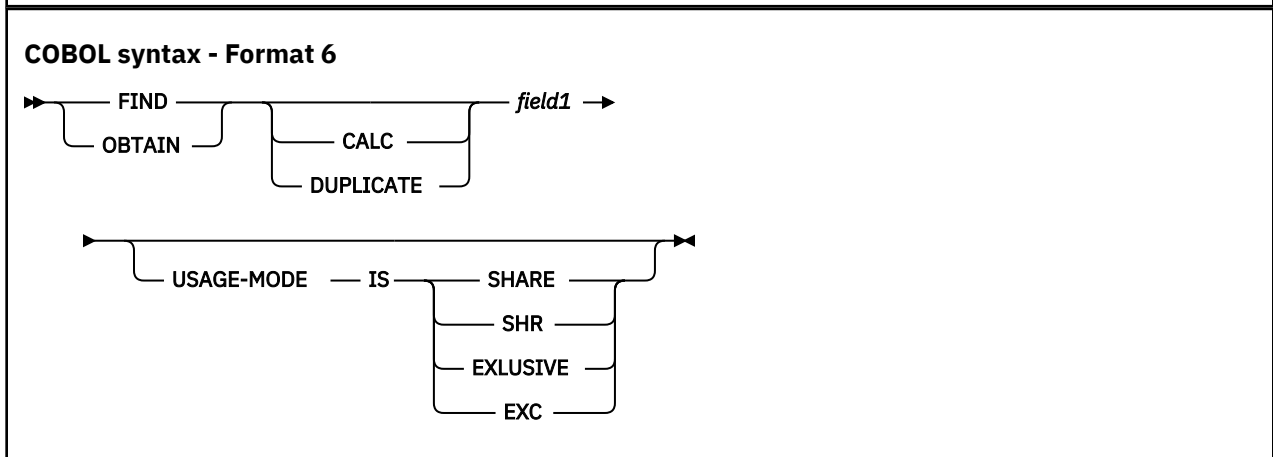 COBOL syntax - Format 6
FIND field1
OBTAIN CALC
DUPLICATE
USAGE-MODE IS SHARE
SHR
EXLUSIVE
EXC